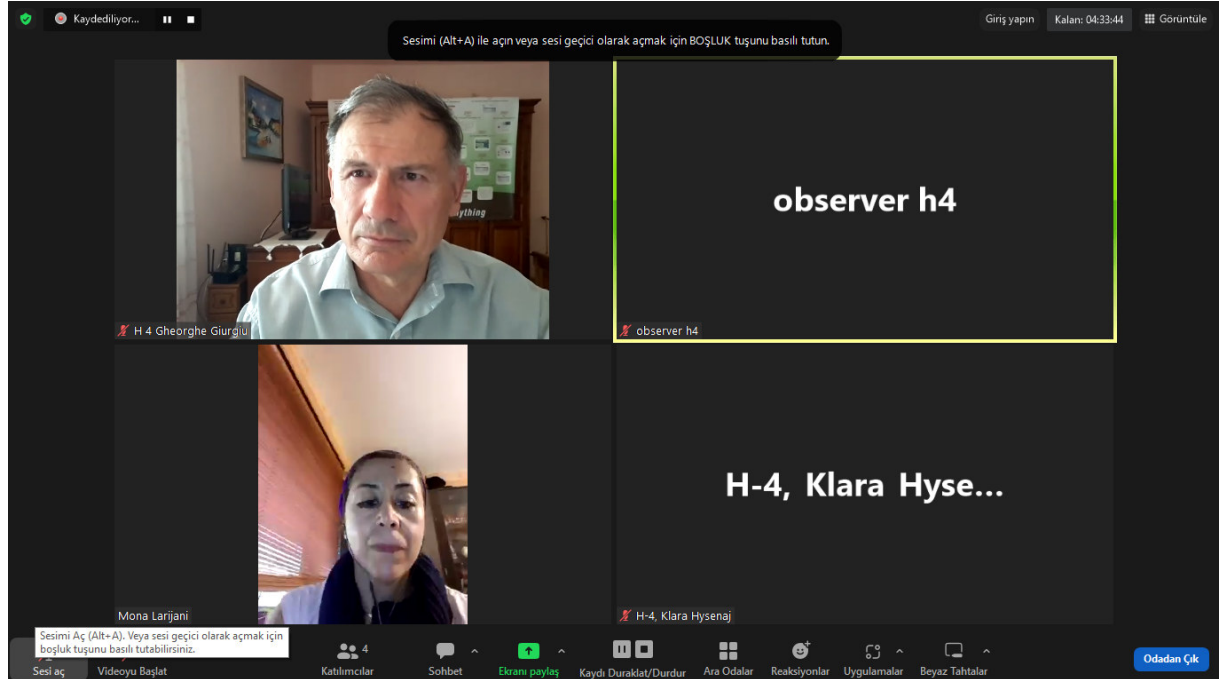 Kaydediliyor...
Giriş yapın
Kalan: 04:33:44
Görüntüle
Sesimi (Alt+A) ile açın veya sesi geçici olarak açmak için BOŞLUK tuşunu basılı tutun.
ything
H 4 Gheorghe Giurgiu
observer h4
observer h4
Mona Larijani
H-4, Klara Hyse...
H-4, Klara Hysenaj
Sesimi Aç (Alt+A). Veya sesi geçici olarak açmak için
boşluk tuşunu basılı tutabilirsiniz.
Sesi aç
Videoyu Başlat
4
Katılımcılar
Sohbet
Ekranı paylaş
Kaydı Duraklat/Durdur
Ara Odalar
Reaksiyonlar
Uygulamalar
Beyaz Tahtalar
Odadan Çık